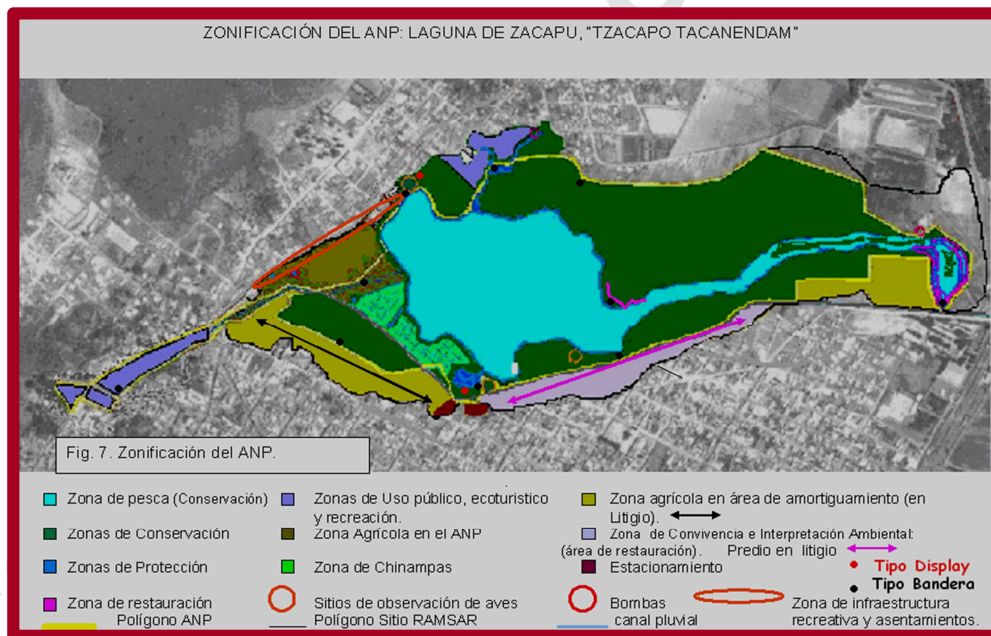 ZONIFICACIÓN DEL ANP: LAGUNA DE ZACAPU, "TZACAPO TACANENDAM"
Fig. 7. Zonificación del ANP.
Zona de pesca (Conservación)
Zonas de Uso público, ecoturistico
y recreación.
Zona agrícola en área de amortiguamiento (en
Litigio).
Zonas de Conservación
Zona Agrícola en el ANP
Zona de Convivencia e Interpretación Ambiental:
(área de restauración). Predio en litigio
Zonas de Protección
Zona de Chinampas
Estacionamiento
Tipo Display
Tipo Bandera
Zona de restauración
Polígono ANP
Sitios de observación de aves
Polígono Sitio RAMSAR
Bombas
canal pluvial
Zona de infraestructura
recreativa y asentamientos.